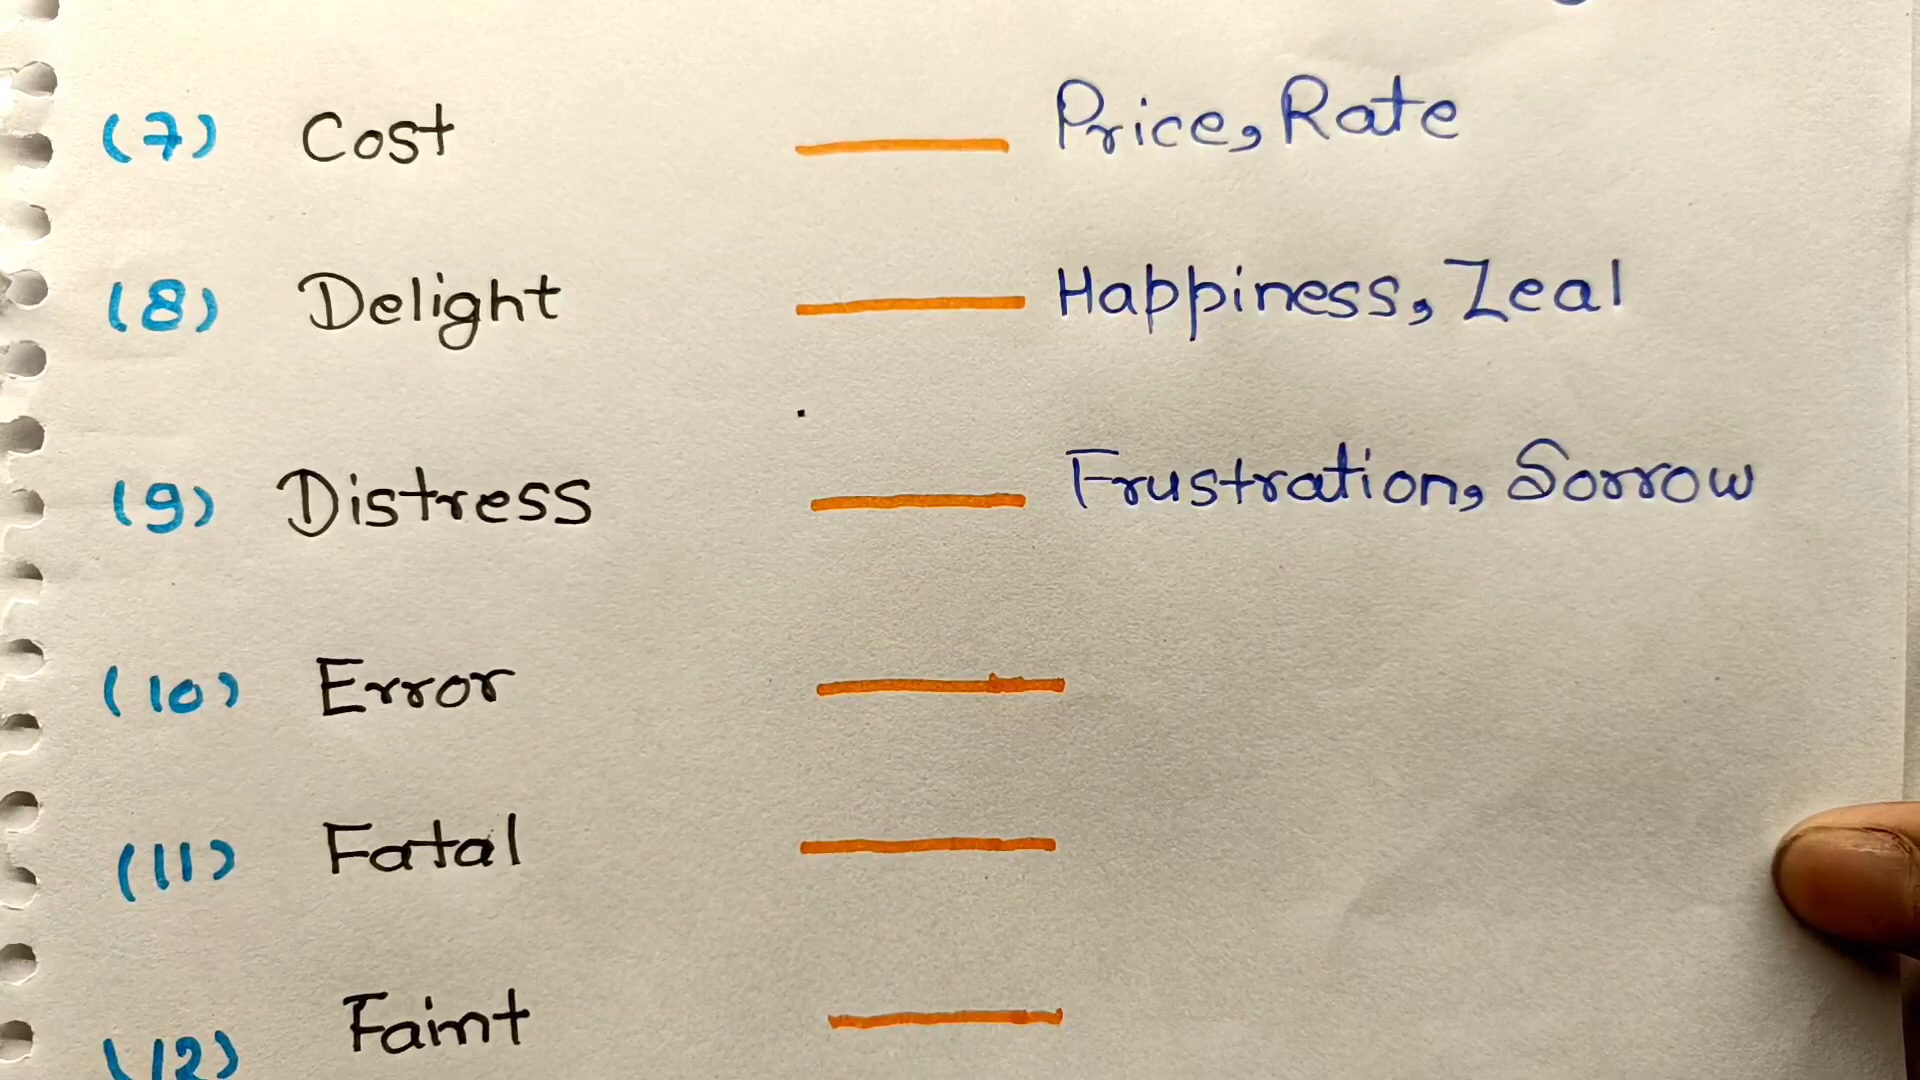 (7) Cost — Price, Rate
(8) Delight — Happiness, Zeal
(9) Distress — Frustration, Sorrow
(10) Error —
(11) Fatal —
(12) Faint —